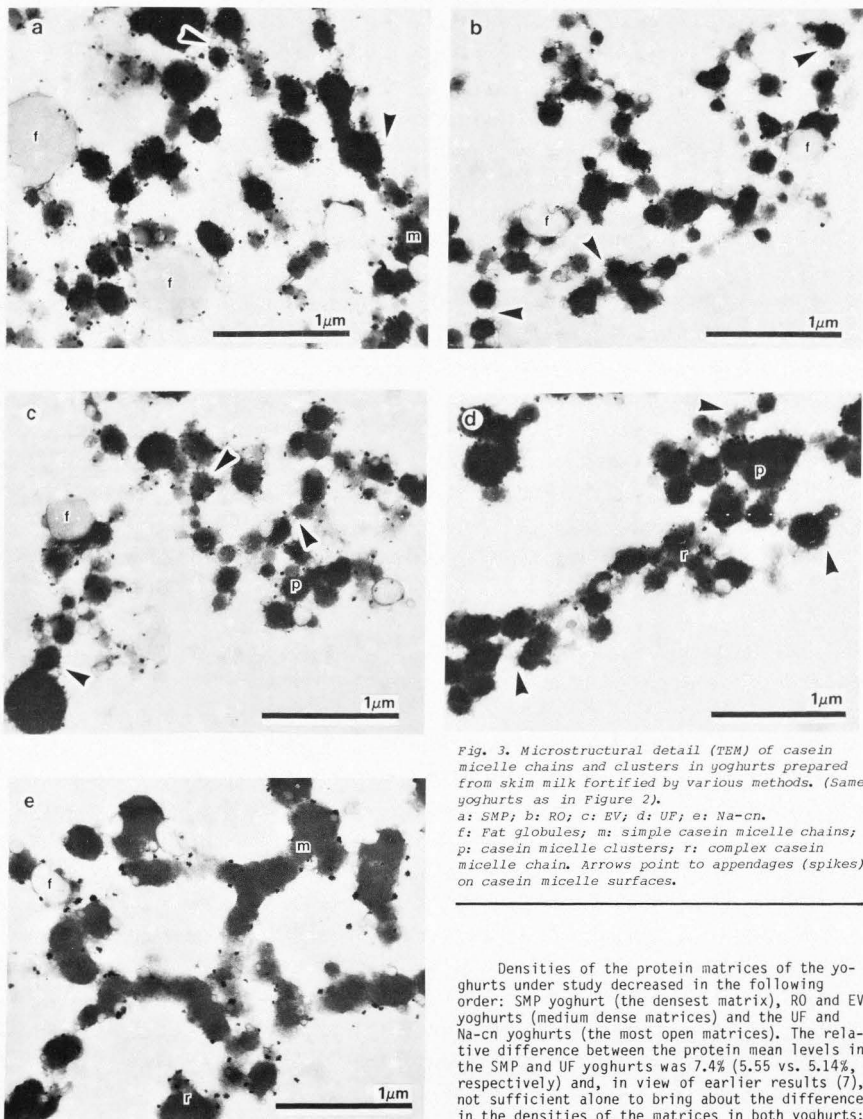 a
f
f
m
1µm
b
f
f
1µm
c
f
p
1µm
d
p
r
1µm
e
m
f
r
1µm
Fig. 3. Microstructural detail (TEM) of casein
micelle chains and clusters in yoghurts prepared
from skim milk fortified by various methods. (Same
yoghurts as in Figure 2).
a: SMP; b: RO; c: EV; d: UF; e: Na-cn.
f: Fat globules; m: simple casein micelle chains;
p: casein micelle clusters; r: complex casein
micelle chain. Arrows point to appendages (spikes)
on casein micelle surfaces.
Densities of the protein matrices of the yo-
ghurts under study decreased in the following
order: SMP yoghurt (the densest matrix), RO and EV
yoghurts (medium dense matrices) and the UF and
Na-cn yoghurts (the most open matrices). The rela-
tive difference between the protein mean levels in
the SMP and UF yoghurts was 7.4% (5.55 vs. 5.14%,
respectively) and, in view of earlier results (7),
not sufficient alone to bring about the difference
in the densities of the matrices in both yoghurts;